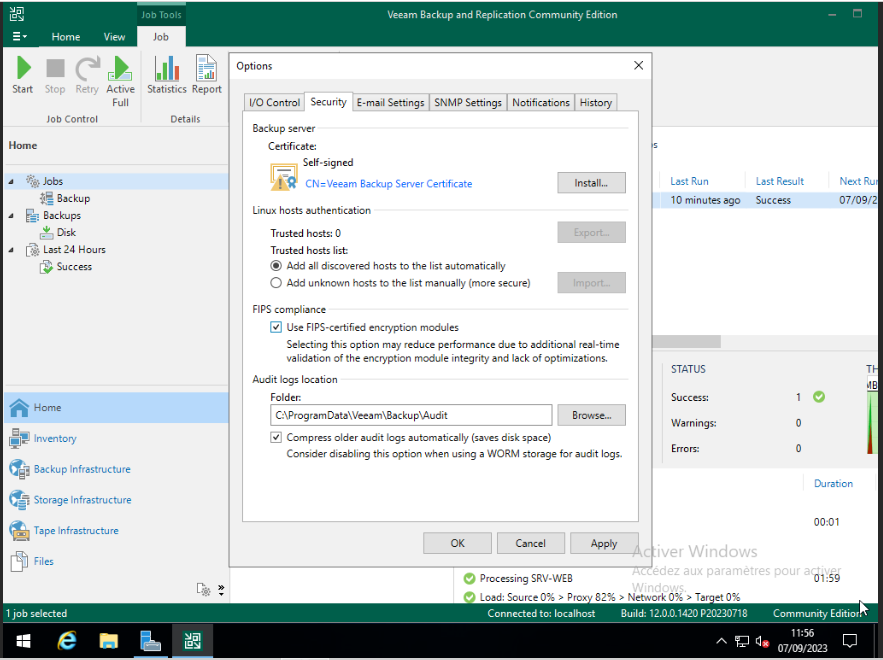 Job Tools
Veeam Backup and Replication Community Edition
Home View Job
Start Stop Retry Active Full Statistics Report
Job Control Details
Home
Jobs
Backup
Backups
Disk
Last 24 Hours
Success
Home
Inventory
Backup Infrastructure
Storage Infrastructure
Tape Infrastructure
Files
Options
I/O Control Security E-mail Settings SNMP Settings Notifications History
Backup server
Certificate:
Self-signed
CN=Veeam Backup Server Certificate
Install...
Linux hosts authentication
Trusted hosts: 0
Export...
Trusted hosts list:
Add all discovered hosts to the list automatically
Add unknown hosts to the list manually (more secure)
Import...
FIPS compliance
Use FIPS-certified encryption modules
Selecting this option may reduce performance due to additional real-time
validation of the encryption module integrity and lack of optimizations.
Audit logs location
Folder:
C:\ProgramData\Veeam\Backup\Audit
Browse...
Compress older audit logs automatically (saves disk space)
Consider disabling this option when using a WORM storage for audit logs.
OK Cancel Apply
Last Run Last Result Next Run
10 minutes ago Success 07/09/2
STATUS TH
Success: 1
MB
Warnings: 0
Errors: 0
Duration
00:01
Activer Windows
Accédez aux paramètres pour activer
Windows.
Processing SRV-WEB 01:59
Load: Source 0% > Proxy 82% > Network 0% > Target 0%
1 job selected
Connected to: localhost Build: 12.0.0.1420 P20230718 Community Edition
11:56
07/09/2023